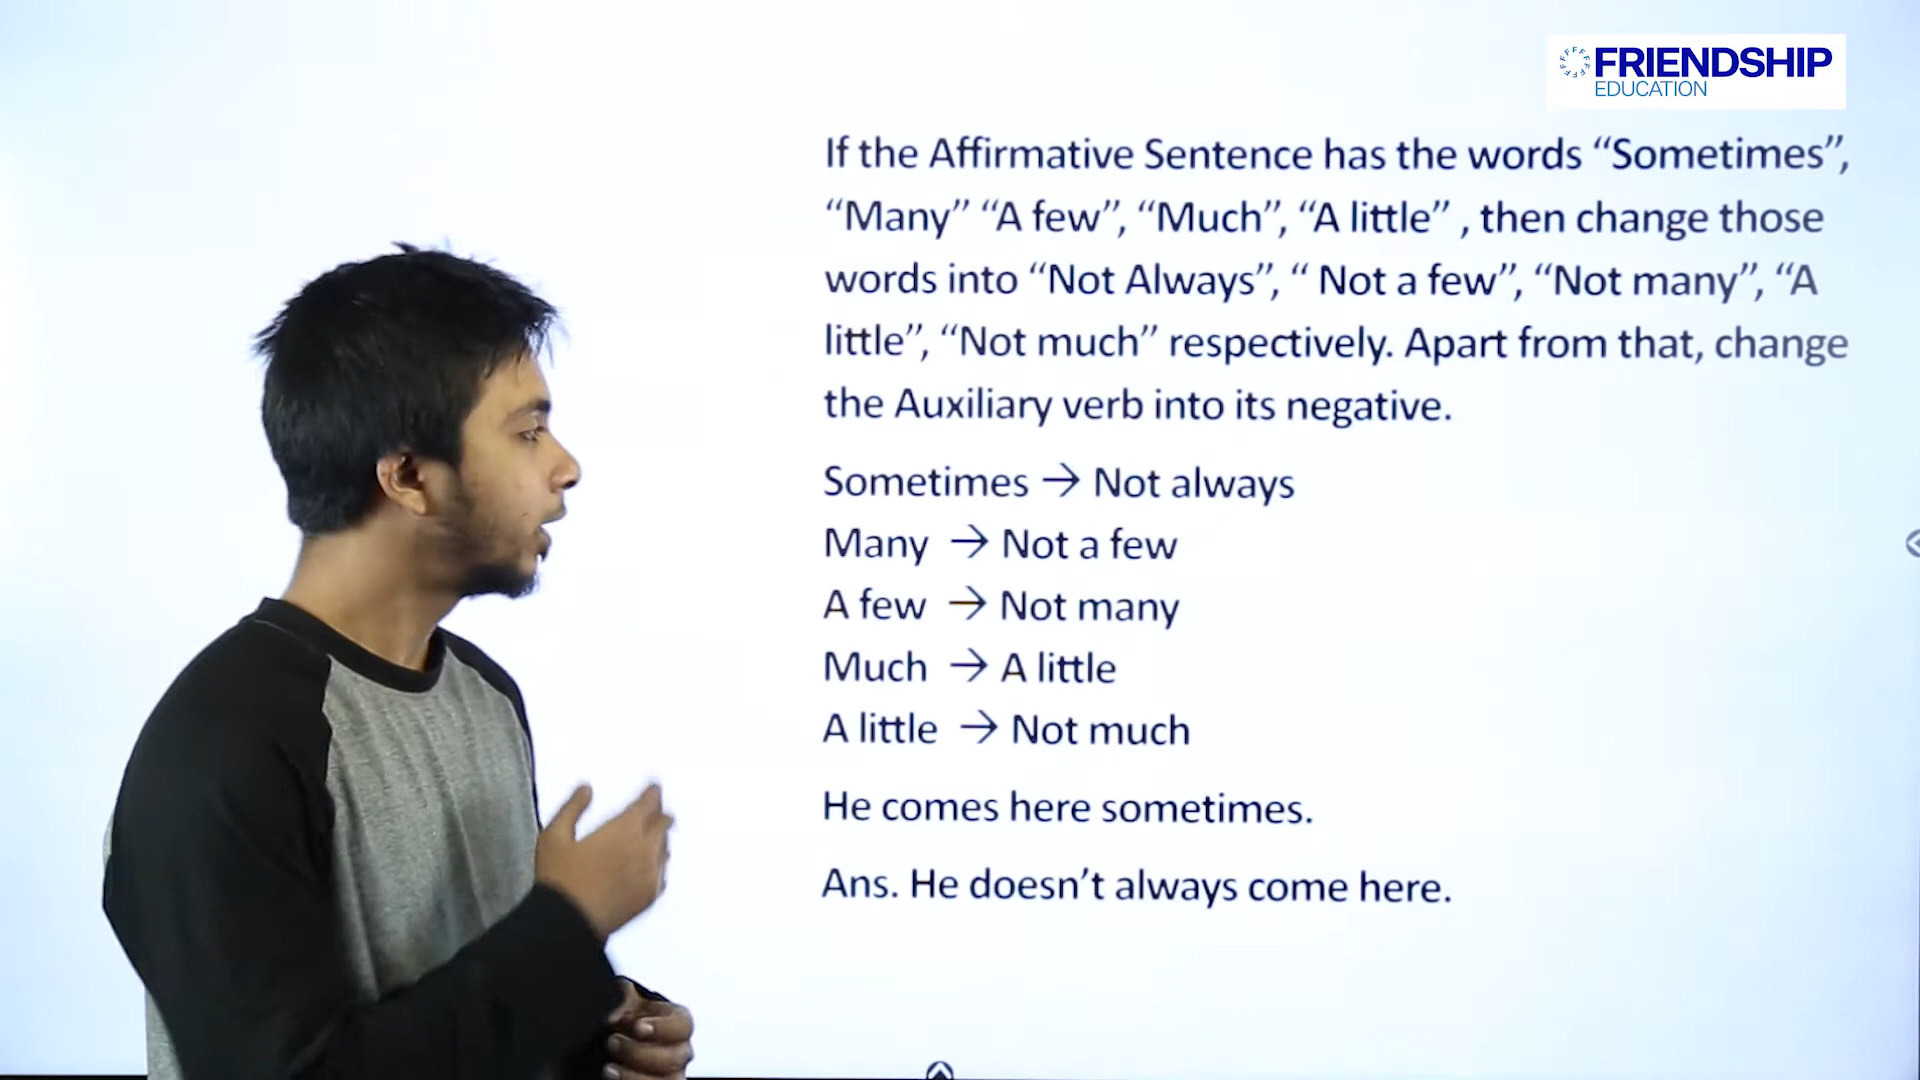 FRIENDSHIP
EDUCATION
If the Affirmative Sentence has the words “Sometimes”,
“Many” “A few”, “Much”, “A little” , then change those
words into “Not Always”, “ Not a few”, “Not many”, “A
little”, “Not much” respectively. Apart from that, change
the Auxiliary verb into its negative.
Sometimes → Not always
Many → Not a few
A few → Not many
Much → A little
A little → Not much
He comes here sometimes.
Ans. He doesn’t always come here.